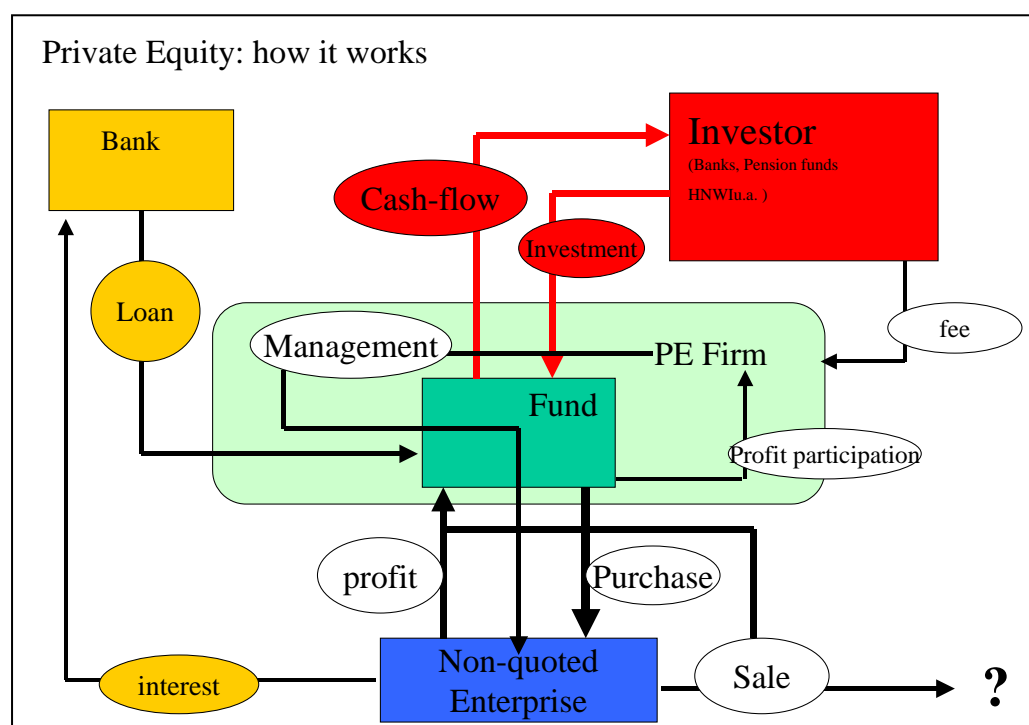 Private Equity: how it works
Bank
Investor
(Banks, Pension funds
HNWIu.a. )
Cash-flow
Investment
Loan
fee
Management
PE Firm
Fund
Profit participation
profit
Purchase
Non-quoted
Enterprise
interest
Sale
?